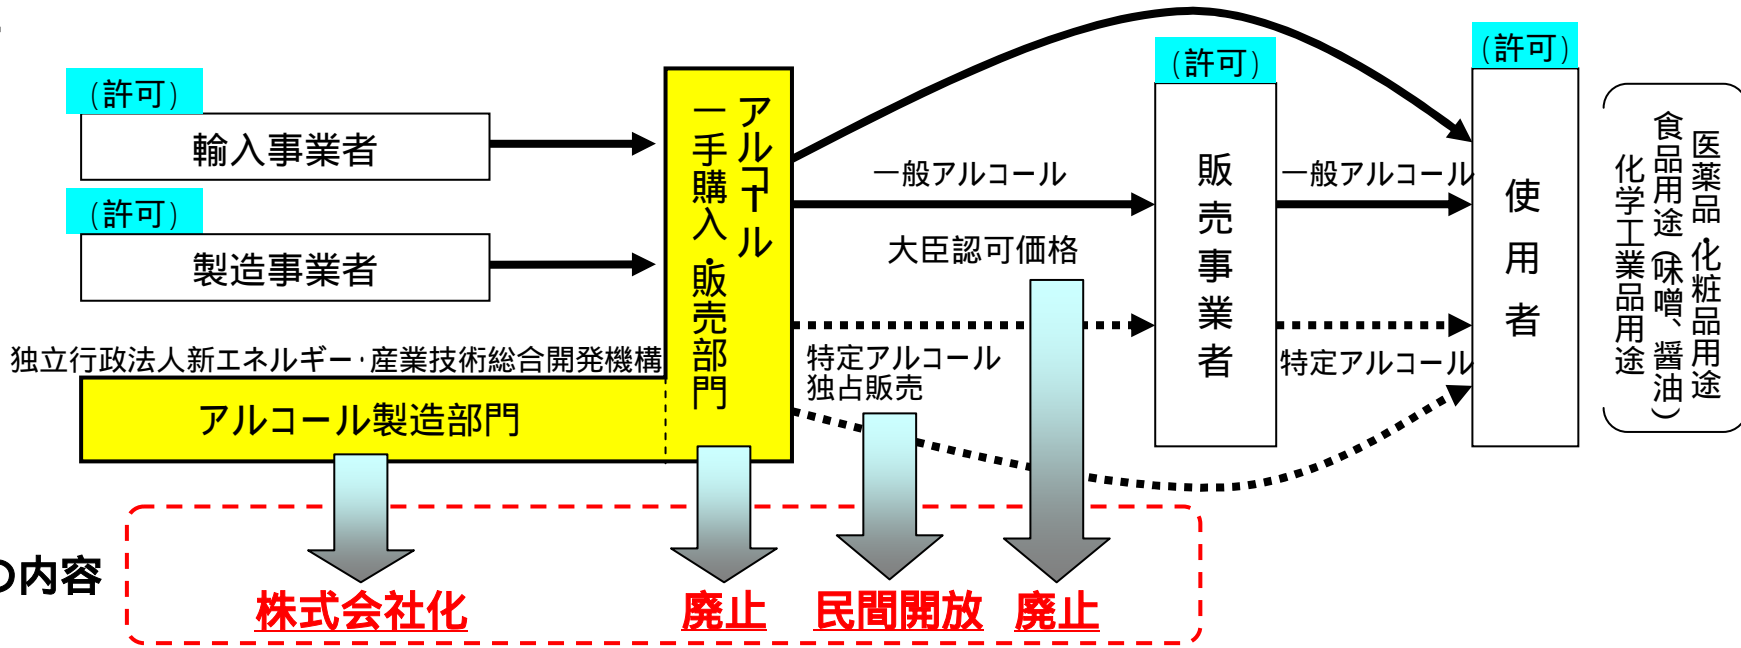 (許可)
輸入事業者
(許可)
製造事業者
独立行政法人新エネルギー・産業技術総合開発機構
アルコール製造部門
アルコール
一手購入・販売部門
一般アルコール
大臣認可価格
特定アルコール
独占販売
(許可)
販売事業者
一般アルコール
特定アルコール
(許可)
使用者
医薬品・化粧品用途
食品用途(味噌、醤油)
化学工業品用途
の内容
株式会社化
廃止
民間開放
廃止